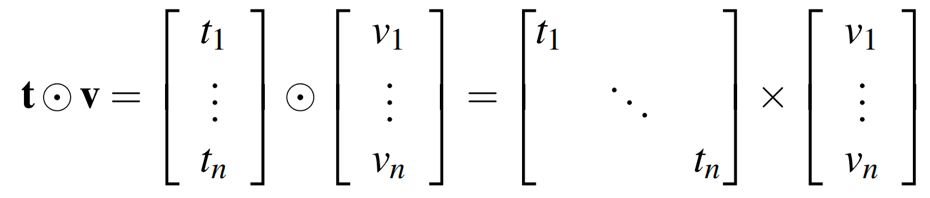 t ⊙ v = [t₁ ⋮ tₙ] ⊙ [v₁ ⋮ vₙ] = [t₁ ⋱ tₙ] × [v₁ ⋮ vₙ]